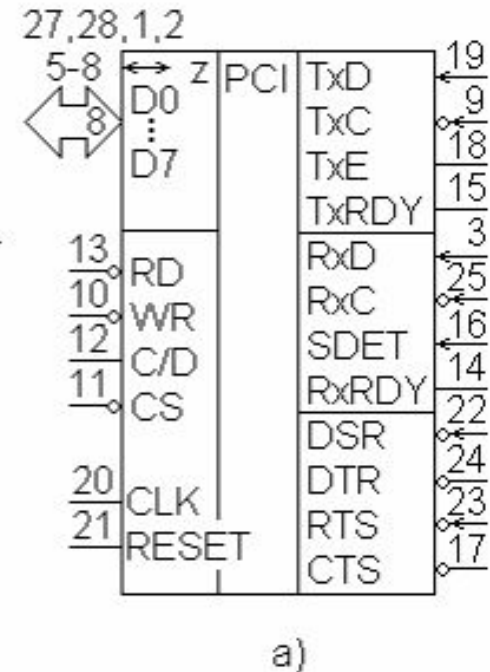 27,28,1,2
5-8 z PCI TxD 19
8 D0 TxC 9
D7 TxE 18
TxRDY 15
13 RD RxD 3
10 WR RxC 25
12 C/D SDET 16
11 CS RxRDY 14
DSR 22
DTR 24
20 CLK RTS 23
21 RESET CTS 17
a)